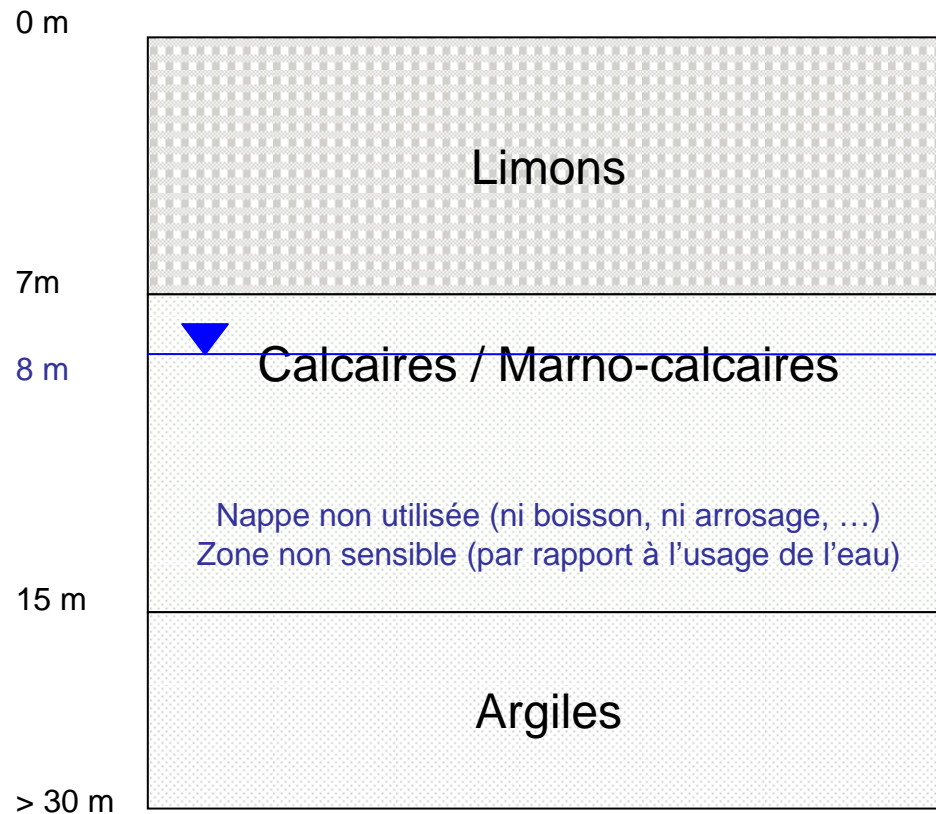 0 m
Limons
7m
8 m
Calcaires / Marno-calcaires
Nappe non utilisée (ni boisson, ni arrosage, …)
Zone non sensible (par rapport à l’usage de l’eau)
15 m
Argiles
> 30 m